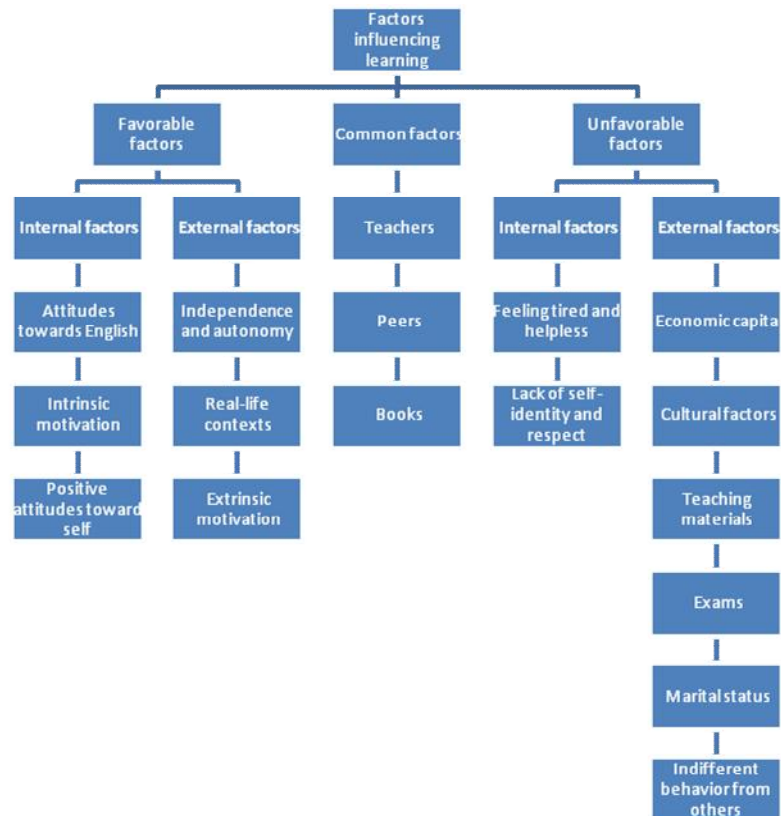 Factors
influencing
learning
Favorable
factors
Common factors
Unfavorable
factors
Internal factors
External factors
Teachers
Internal factors
External factors
Attitudes
towards English
Independence
and autonomy
Peers
Feeling tired and
helpless
Economic capita
Intrinsic
motivation
Real-life
contexts
Books
Lack of self-
identity and
respect
Cultural factors
Positive
attitudes toward
self
Extrinsic
motivation
Teaching
materials
Exams
Marital status
Indifferent
behavior from
others